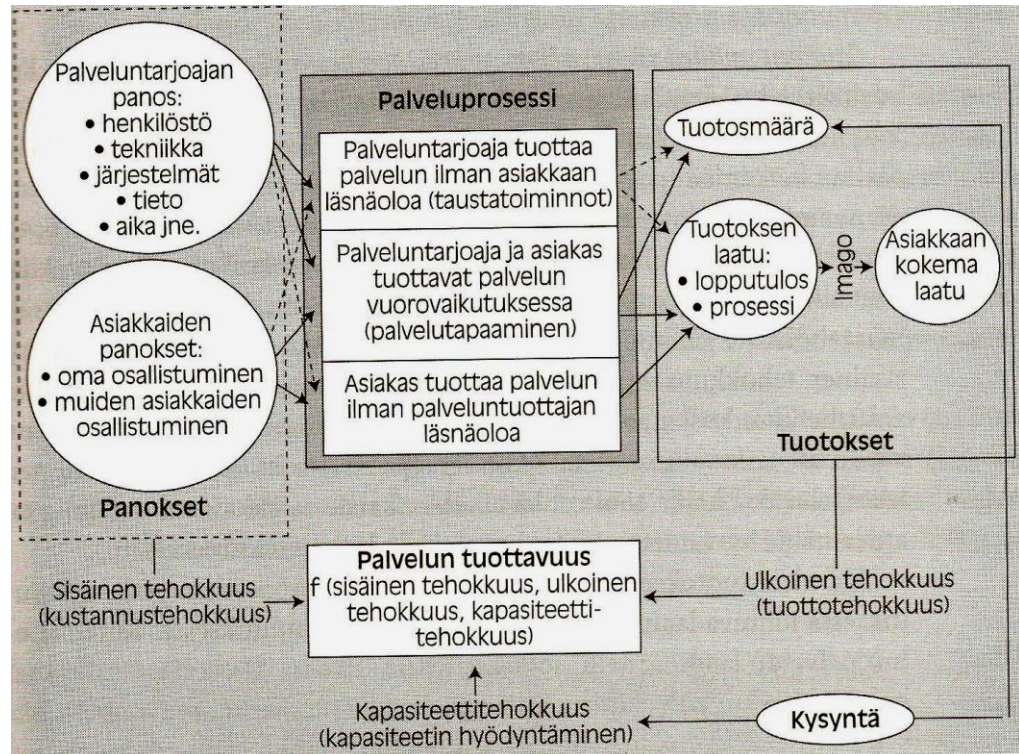 Palveluntarjoajan
panos:
• henkilöstö
• tekniikka
• järjestelmät
• tieto
• aika jne.
Asiakkaiden
panokset:
• oma osallistuminen
• muiden asiakkaiden
osallistuminen
Panokset
Palveluprosessi
Palveluntarjoaja tuottaa
palvelun ilman asiakkaan
läsnäoloa (taustatoiminnot)
Palveluntarjoaja ja asiakas
tuottavat palvelun
vuorovaikutuksessa
(palvelutapaaminen)
Asiakas tuottaa palvelun
ilman palveluntuottajan
läsnäoloa
Tuotosmäärä
Tuotoksen
laatu:
• lopputulos
• prosessi
Imago
Asiakkaan
kokema
laatu
Tuotokset
Sisäinen tehokkuus
(kustannustehokkuus)
Palvelun tuottavuus
f (sisäinen tehokkuus, ulkoinen
tehokkuus, kapasiteetti-
tehokkuus)
Ulkoinen tehokkuus
(tuottotehokkuus)
Kapasiteettitehokkuus
(kapasiteetin hyödyntäminen)
Kysyntä